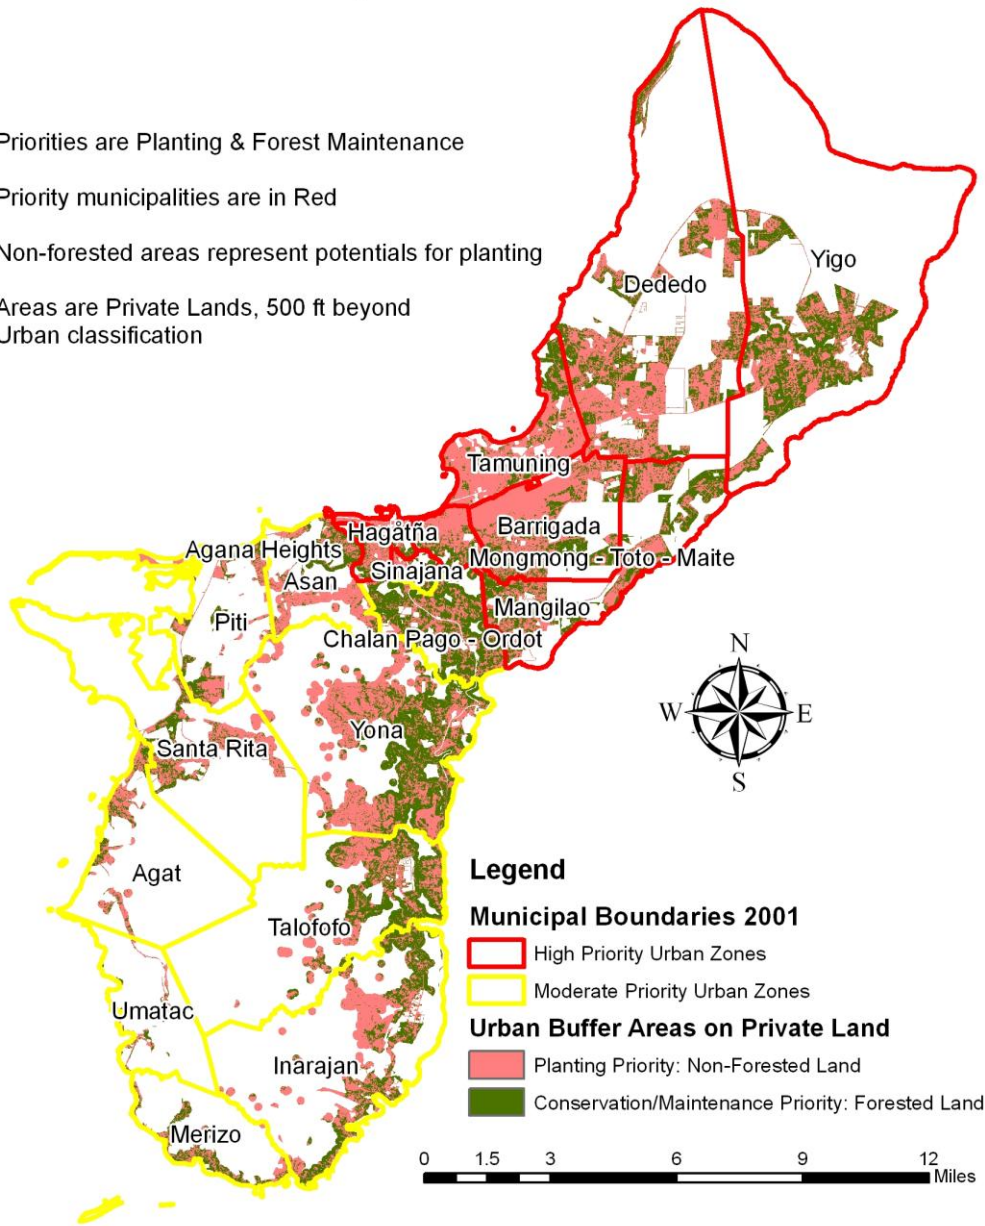 Priorities are Planting & Forest Maintenance
Priority municipalities are in Red
Non-forested areas represent potentials for planting
Areas are Private Lands, 500 ft beyond
Urban classification
Yigo
Dededo
Tamuning
Barrigada
Hagåtña
Agana Heights
Mongmong - Toto - Maite
Sinajana
Asan
Mangilao
Piti
Chalan Pago - Ordot
Yona
Santa Rita
Agat
Talofofo
Umatac
Inarajan
Merizo
N
W
E
S
Legend
Municipal Boundaries 2001
High Priority Urban Zones
Moderate Priority Urban Zones
Urban Buffer Areas on Private Land
Planting Priority: Non-Forested Land
Conservation/Maintenance Priority: Forested Land
0 1.5 3 6 9 12
Miles